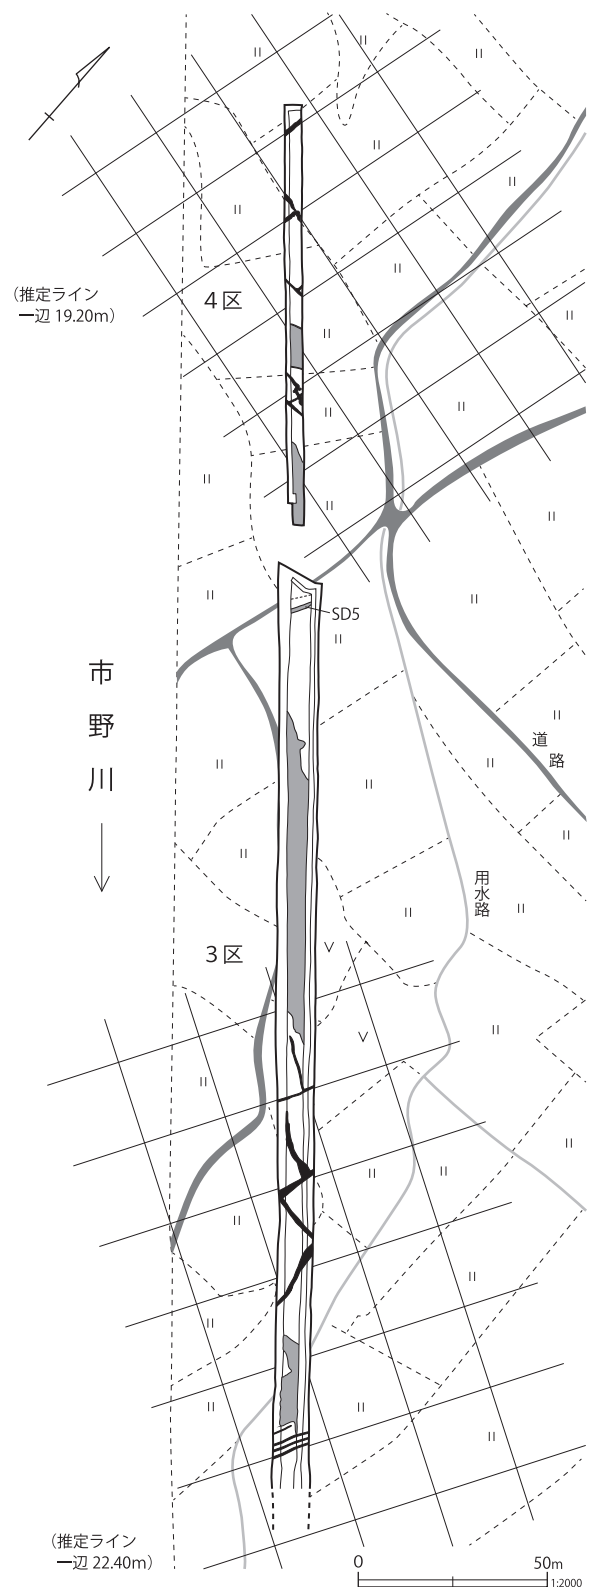 （推定ライン
一辺 19.20m）
４区
SD5
市野川
道路
用水路
３区
（推定ライン
一辺 22.40m）
0 50m
1:2000